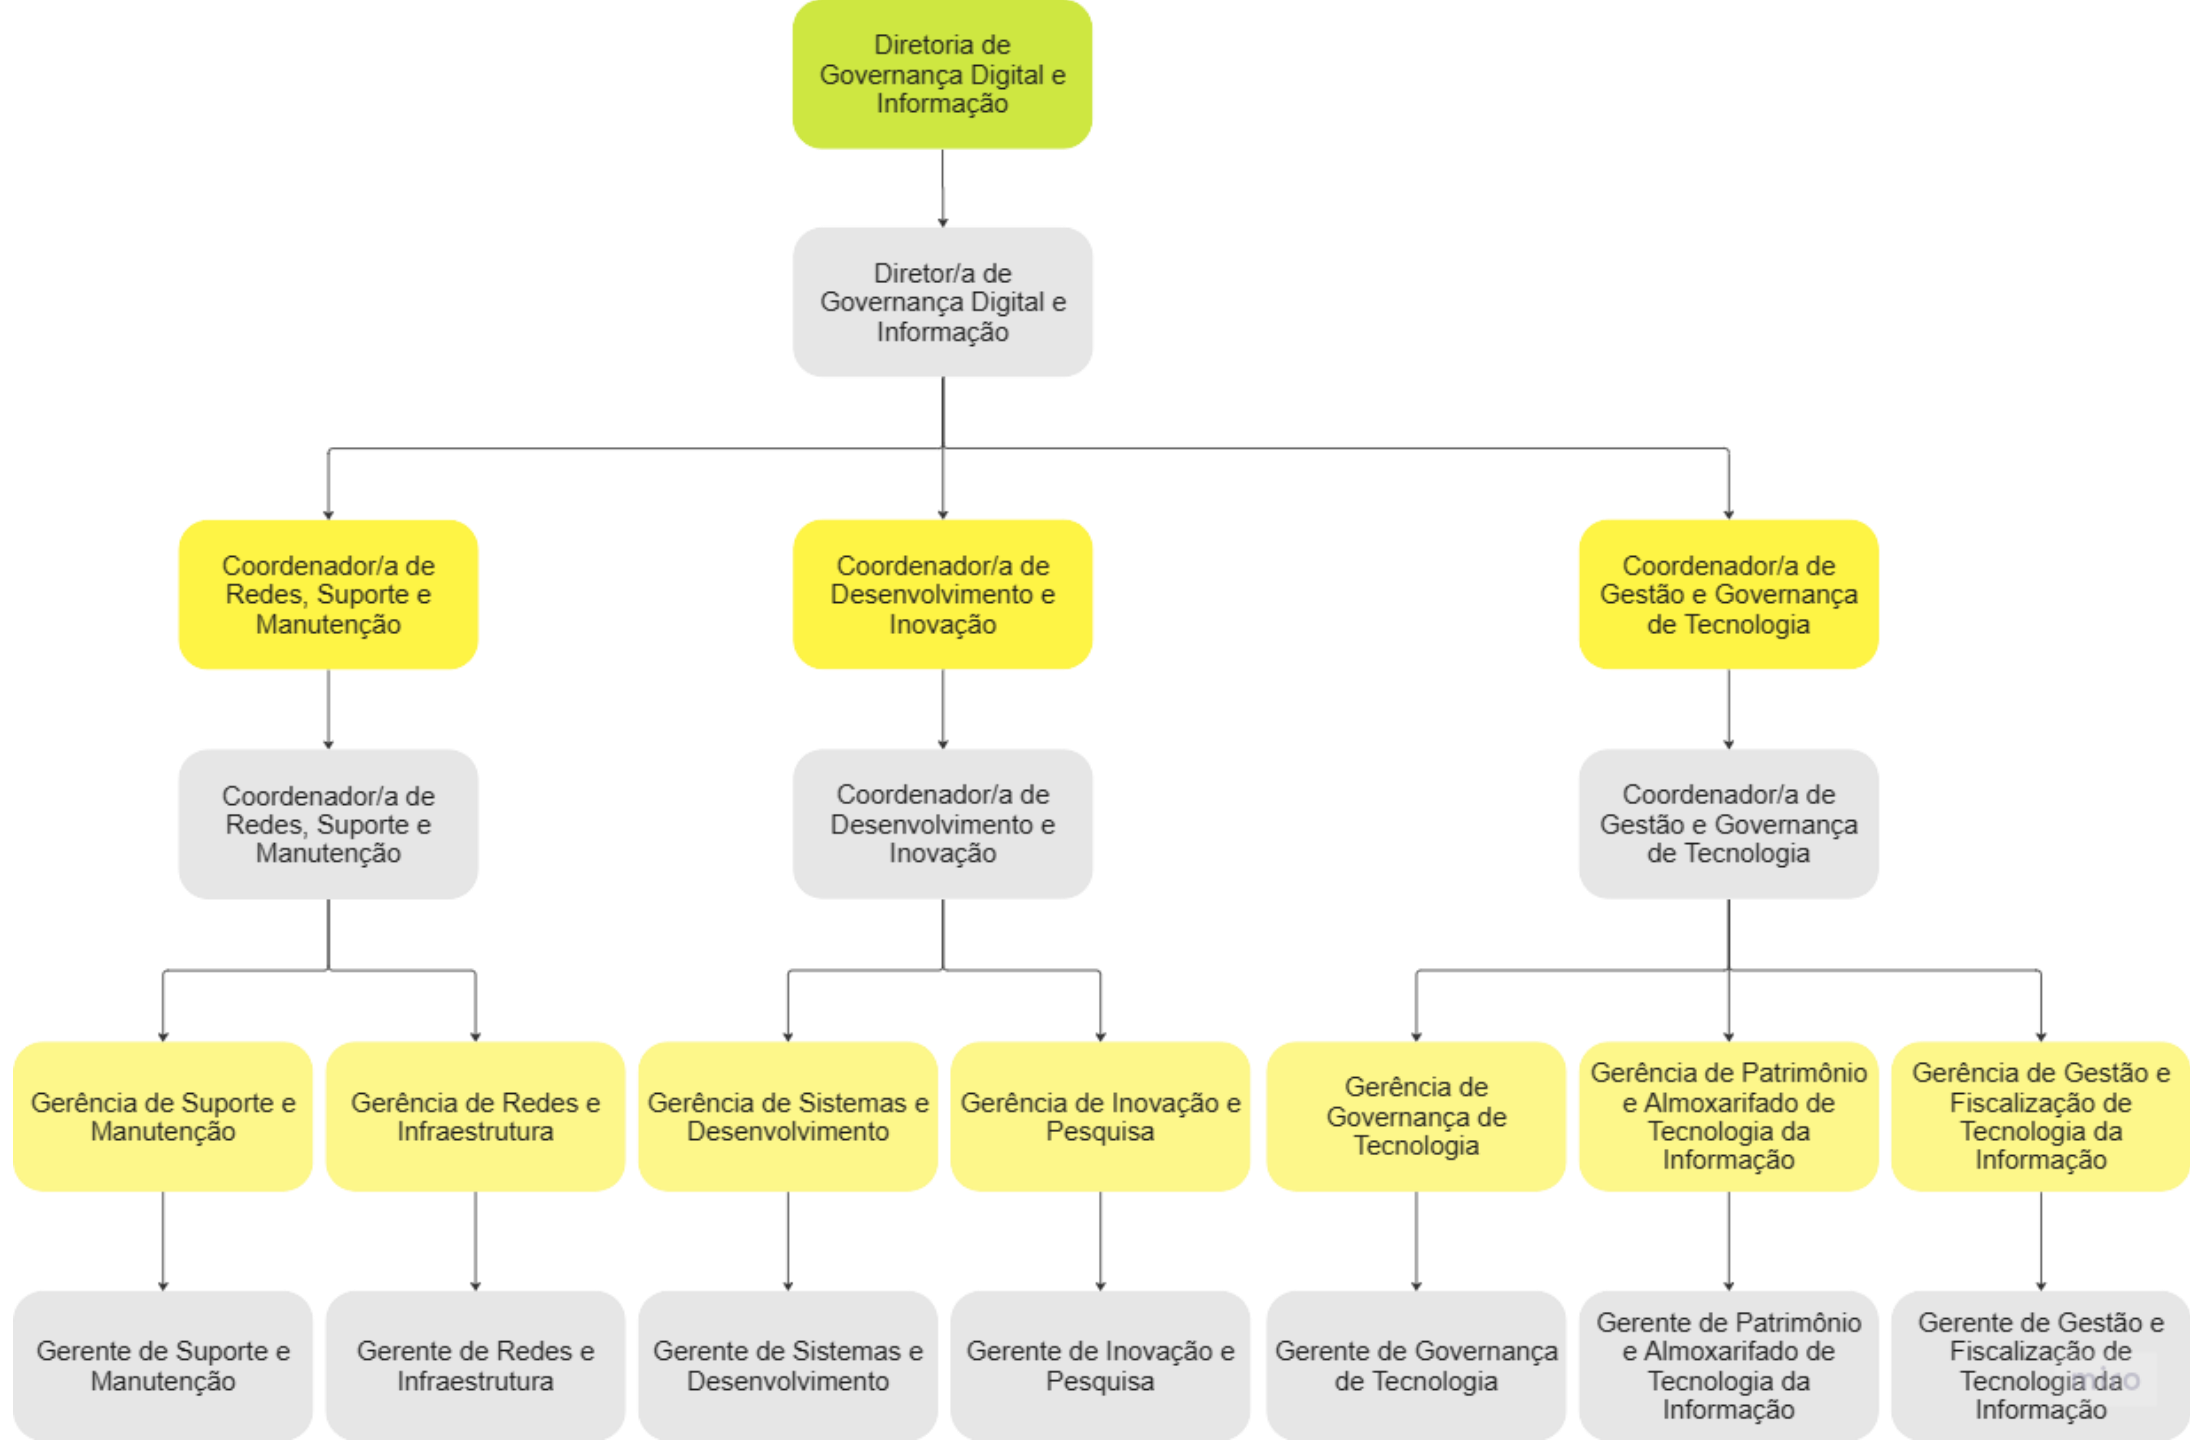 Diretoria de
Governança Digital e
Informação
Diretor/a de
Governança Digital e
Informação
Coordenador/a de
Redes, Suporte e
Manutenção
Coordenador/a de
Desenvolvimento e
Inovação
Coordenador/a de
Gestão e Governança
de Tecnologia
Coordenador/a de
Redes, Suporte e
Manutenção
Coordenador/a de
Desenvolvimento e
Inovação
Coordenador/a de
Gestão e Governança
de Tecnologia
Gerência de Suporte e
Manutenção
Gerência de Redes e
Infraestrutura
Gerência de Sistemas e
Desenvolvimento
Gerência de Inovação e
Pesquisa
Gerência de
Governança de
Tecnologia
Gerência de Patrimônio
e Almoxarifado de
Tecnologia da
Informação
Gerência de Gestão e
Fiscalização de
Tecnologia da
Informação
Gerente de Suporte e
Manutenção
Gerente de Redes e
Infraestrutura
Gerente de Sistemas e
Desenvolvimento
Gerente de Inovação e
Pesquisa
Gerente de Governança
de Tecnologia
Gerente de Patrimônio
e Almoxarifado de
Tecnologia da
Informação
Gerente de Gestão e
Fiscalização de
Tecnologia da
Informação
miro